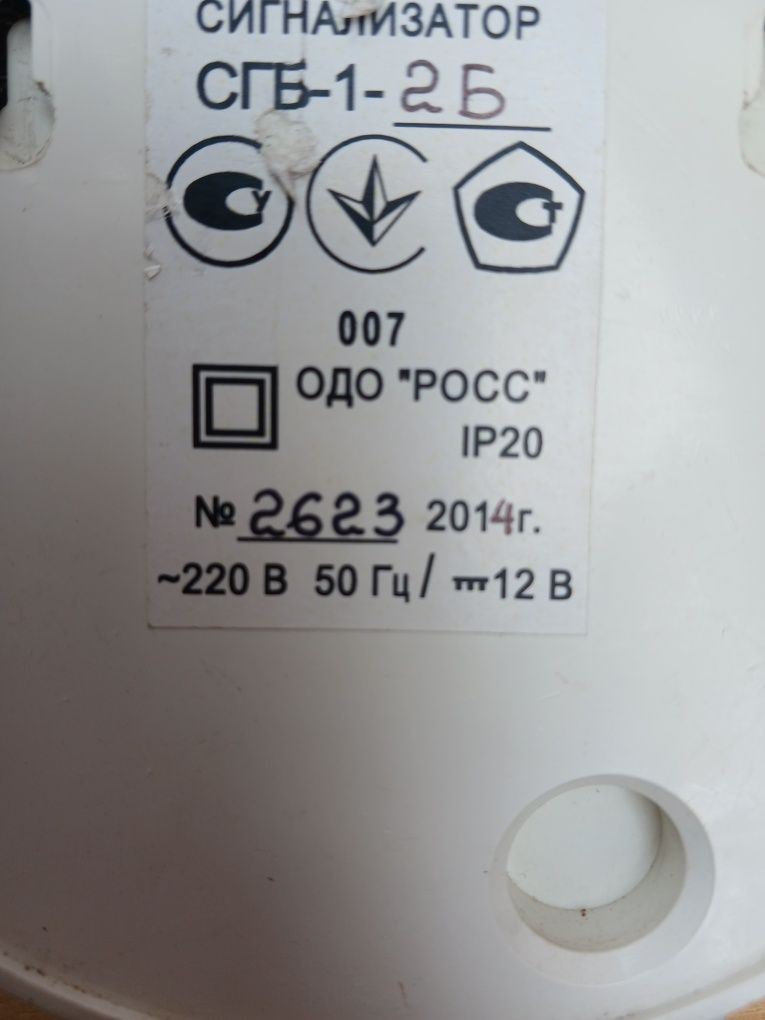 СИГНАЛИЗАТОР
СГБ-1-2Б
У Т
007
ОДО "РОСС"
IP20
№ 2623 2014г.
~220 В 50 Гц / 12 В